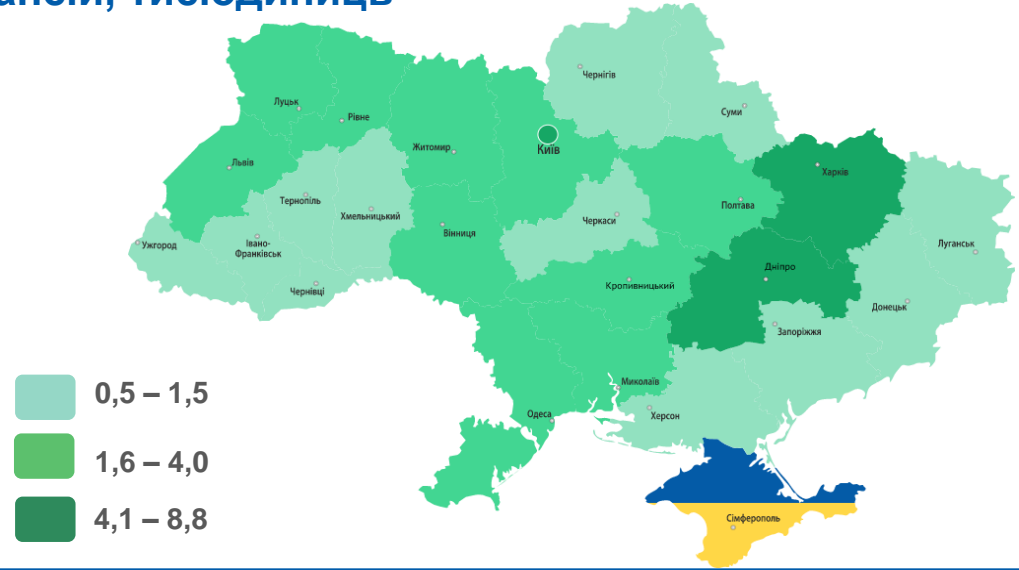 Чернігів
Суми
Луцьк
Рівне
Житомир
Київ
Львів
Харків
Тернопіль
Хмельницький
Черкаси
Полтава
Вінниця
Ужгород
Івано-
Франківськ
Луганськ
Чернівці
Дніпро
Кропивницький
Донецьк
Запоріжжя
Миколаїв
Одеса
Херсон
Сімферополь
0,5 – 1,5
1,6 – 4,0
4,1 – 8,8